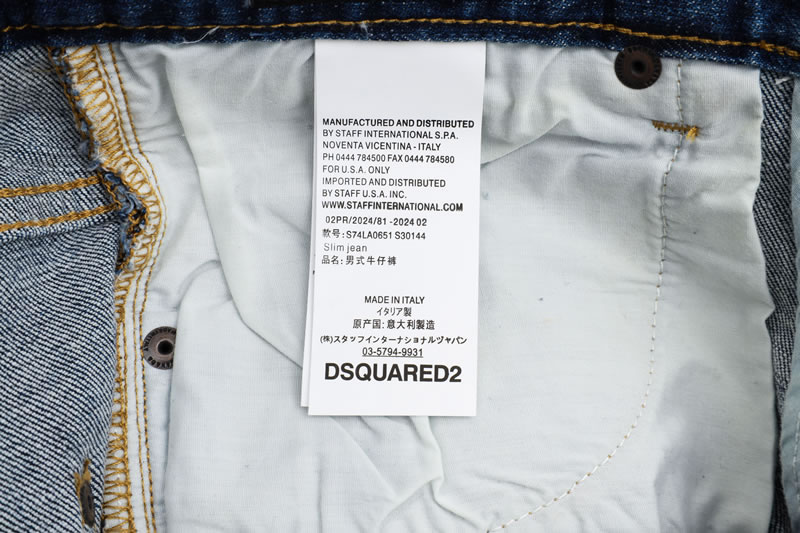 MANUFACTURED AND DISTRIBUTED
BY STAFF INTERNATIONAL S.P.A.
NOVENTA VICENTINA - ITALY
PH 0444 784500 FAX 0444 784580
FOR U.S.A. ONLY
IMPORTED AND DISTRIBUTED
BY STAFF U.S.A. INC.
WWW.STAFFINTERNATIONAL.COM
02PR/2024/81 -2024 02
款号: S74LA0651 S30144
Slim jean
品名: 男式牛仔裤
MADE IN ITALY
イタリア製
原产国: 意大利製造
(株)スタッフインターナショナルヅャパン
03-5794-9931
DSQUARED2